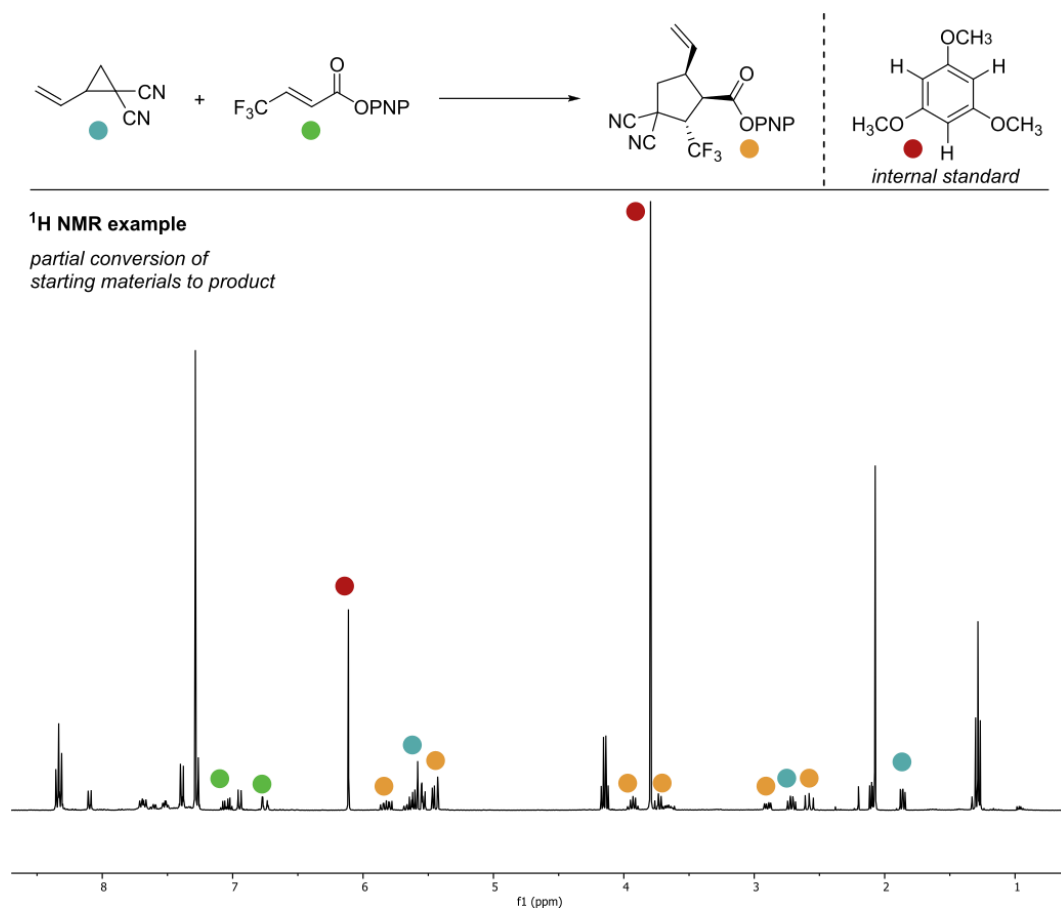 CN
CN
+
F₃C
O
OPNP
NC
NC
CF₃
O
OPNP
OCH₃
H
H
H₃CO
OCH₃
H
internal standard
¹H NMR example
partial conversion of
starting materials to product
8 7 6 5 4 3 2 1
f1 (ppm)